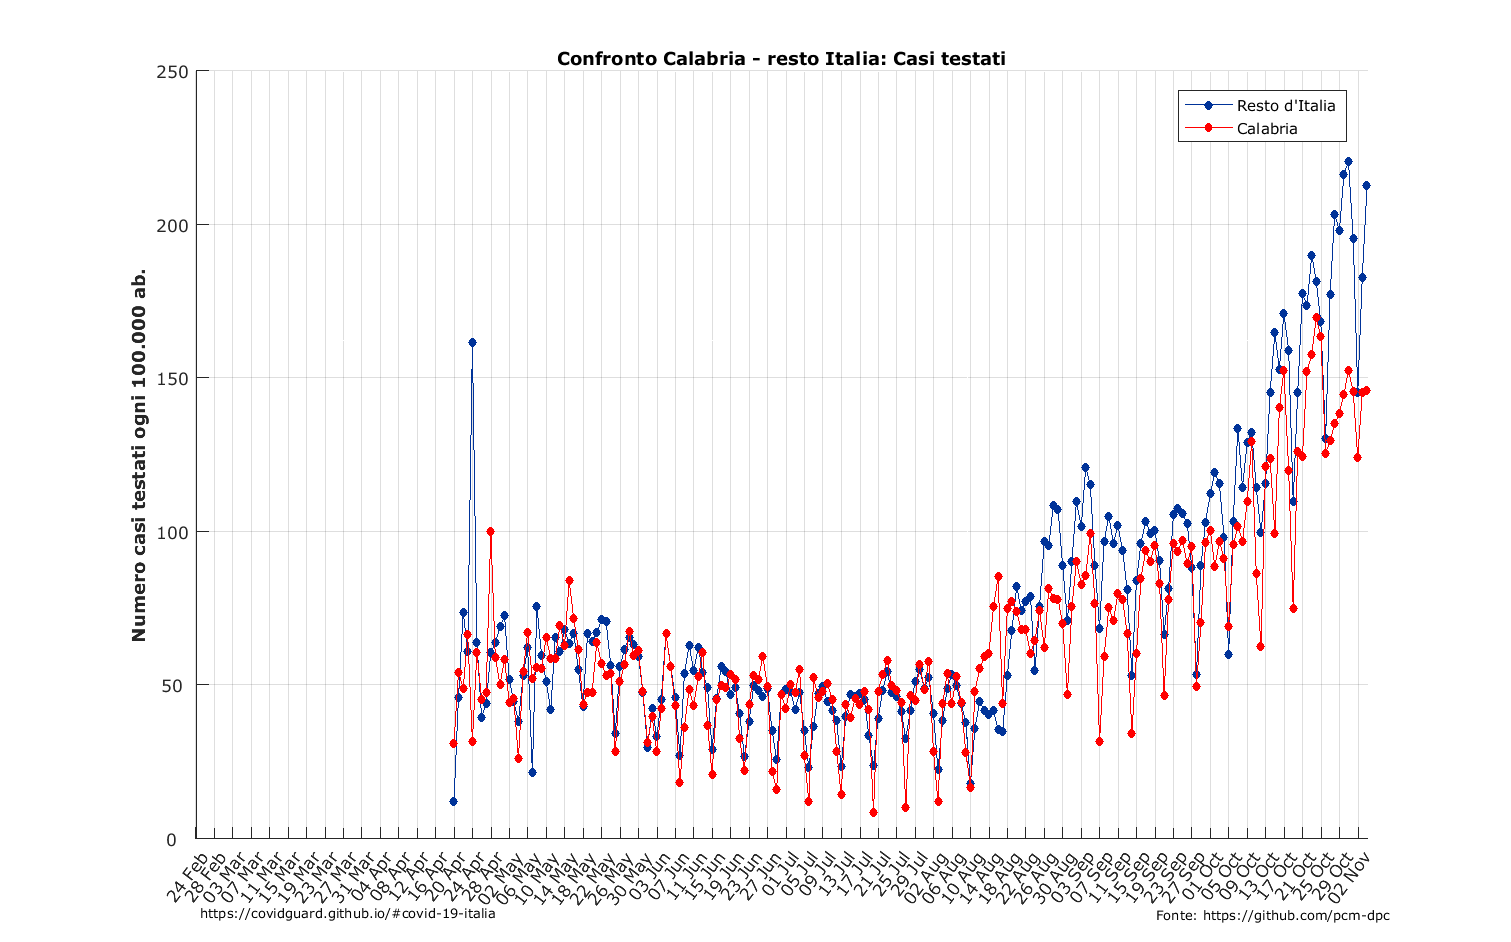 Confronto Calabria - resto Italia: Casi testati
250
200
150
100
50
0
Numero casi testati ogni 100.000 ab.
Resto d'Italia
Calabria
24 Feb
28 Feb
03 Mar
07 Mar
11 Mar
15 Mar
19 Mar
23 Mar
27 Mar
31 Mar
04 Apr
08 Apr
12 Apr
16 Apr
20 Apr
24 Apr
28 Apr
02 May
06 May
10 May
14 May
18 May
22 May
26 May
30 May
03 Jun
07 Jun
11 Jun
15 Jun
19 Jun
23 Jun
27 Jun
01 Jul
05 Jul
09 Jul
13 Jul
17 Jul
21 Jul
25 Jul
29 Jul
02 Aug
06 Aug
10 Aug
14 Aug
18 Aug
22 Aug
26 Aug
30 Aug
03 Sep
07 Sep
11 Sep
15 Sep
19 Sep
23 Sep
27 Sep
01 Oct
05 Oct
09 Oct
13 Oct
17 Oct
21 Oct
25 Oct
29 Oct
02 Nov
https://covidguard.github.io/#covid-19-italia
Fonte: https://github.com/pcm-dpc